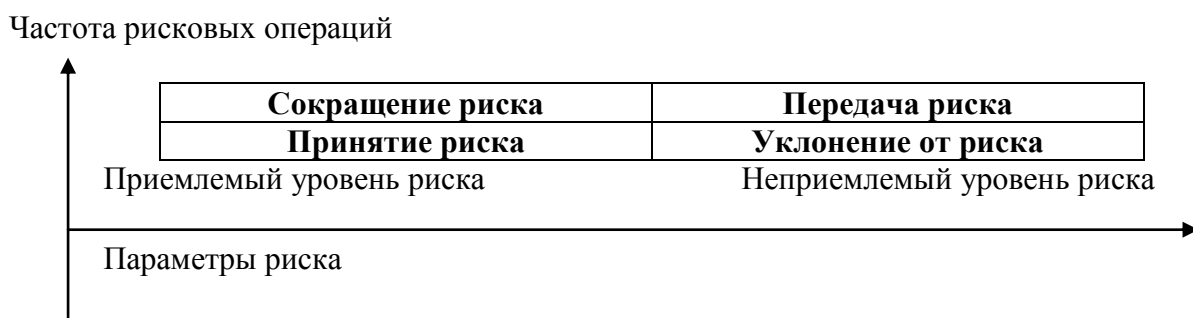 Частота рисковых операций
Сокращение риска Передача риска
Принятие риска Уклонение от риска
Приемлемый уровень риска Неприемлемый уровень риска
Параметры риска